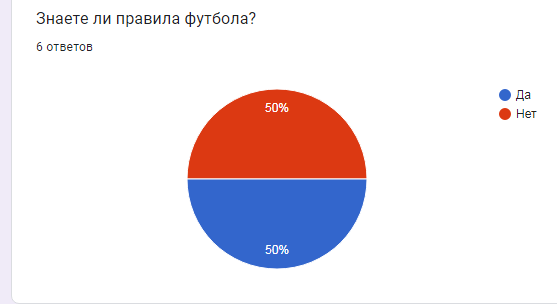 Знаете ли правила футбола?
6 ответов
50%
Да
Нет
50%